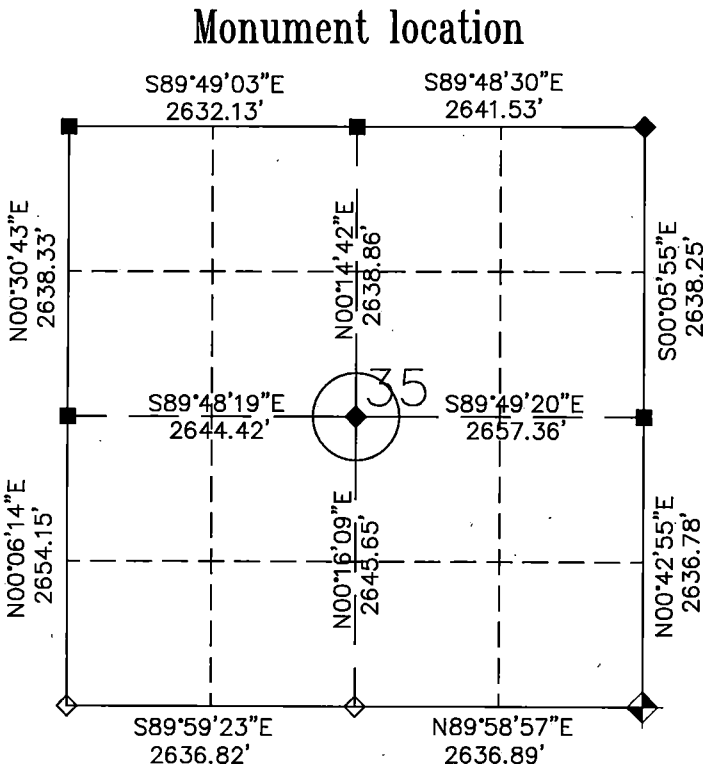 Monument location
S89°49'03"E
2632.13'
S89°48'30"E
2641.53'
N00°30'43"E
2638.33'
N00°14'42"E
2638.86'
S00°05'55"E
2638.25'
35
S89°48'19"E
2644.42'
S89°49'20"E
2657.36'
N00°06'14"E
2654.15'
N00°16'09"E
2645.65'
N00°42'55"E
2636.78'
S89°59'23"E
2636.82'
N89°58'57"E
2636.89'